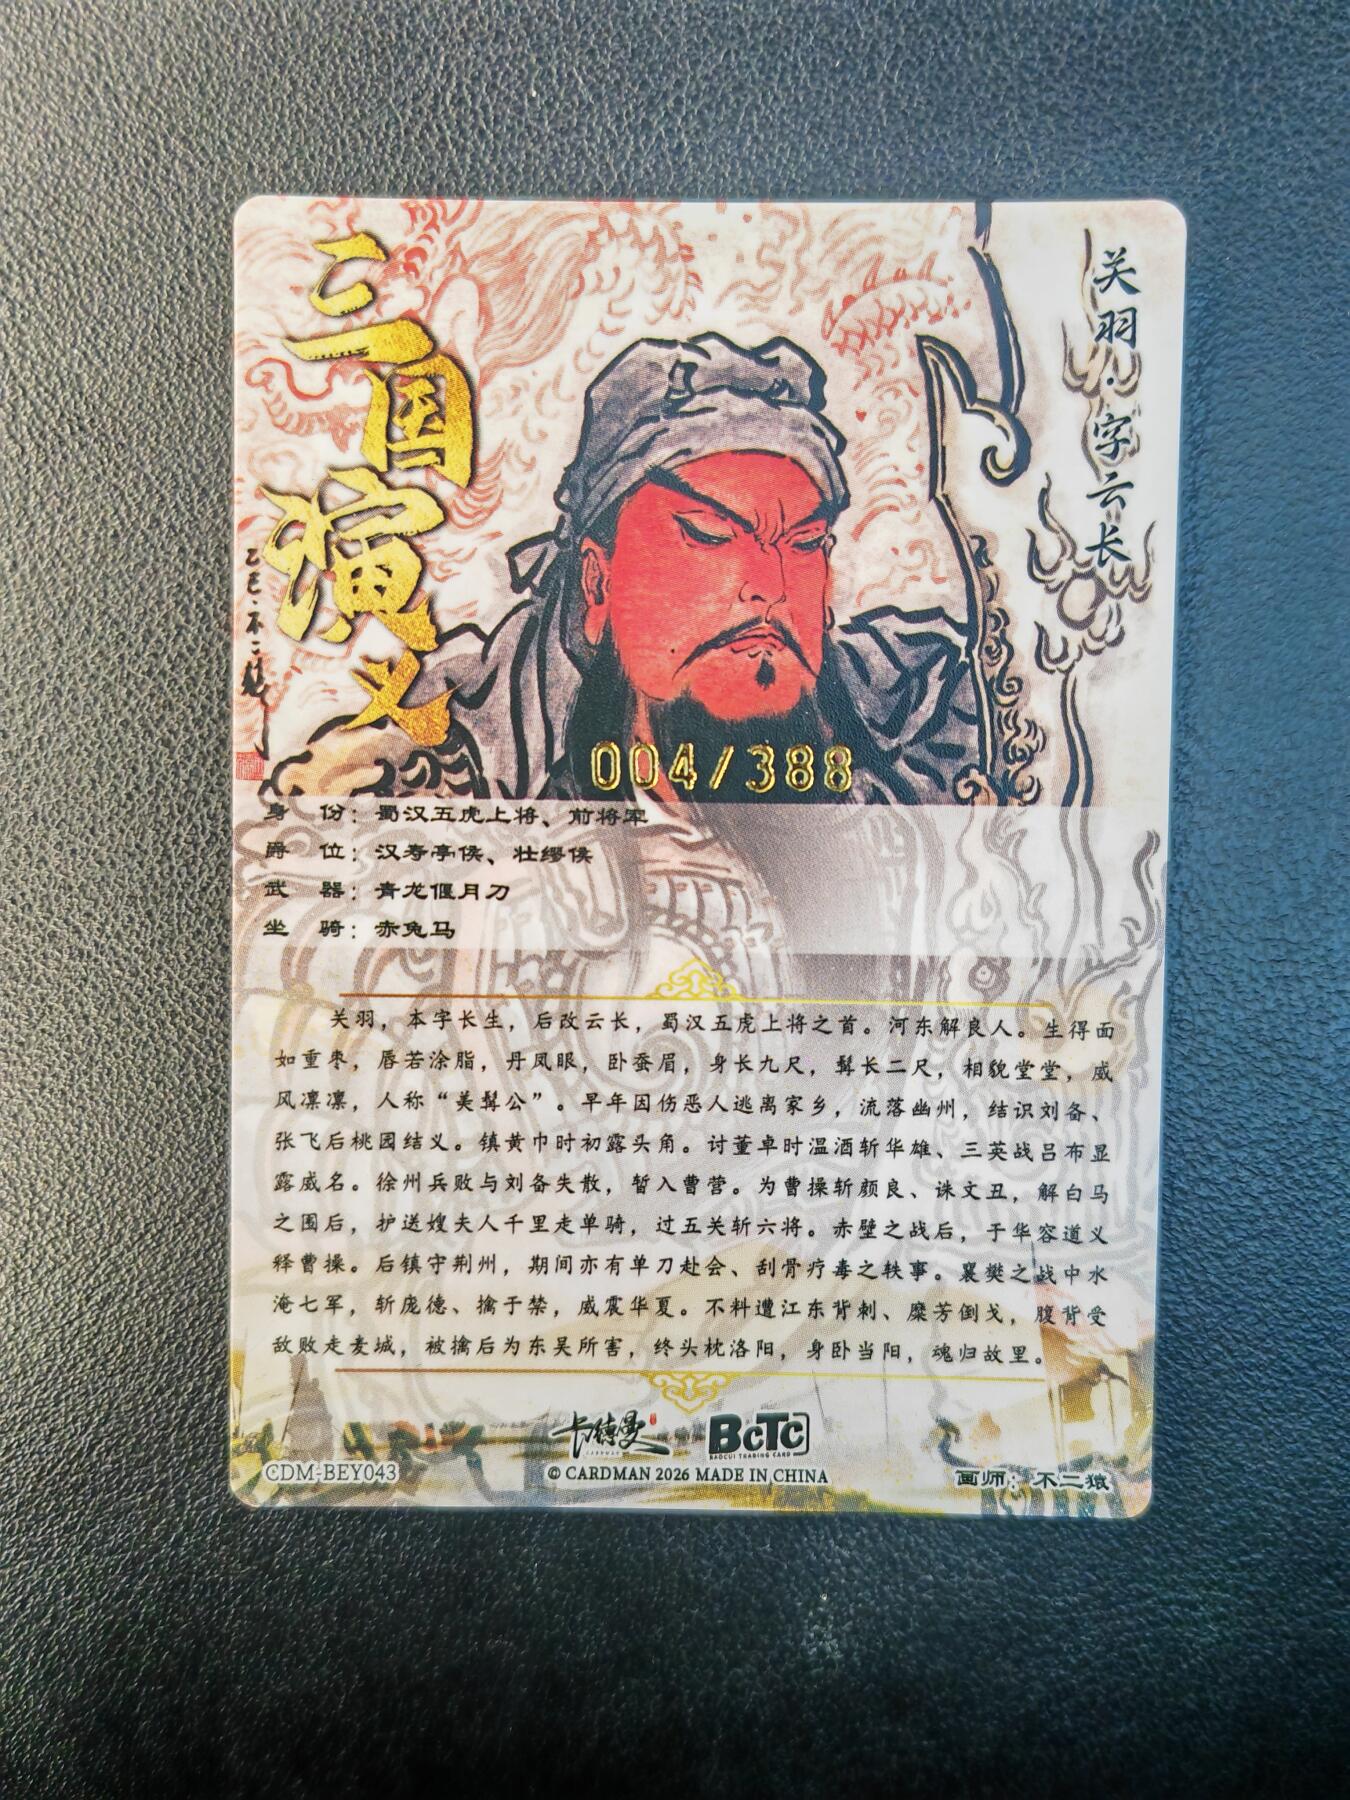 三国演义
关羽·字云长
乙巳·不二猿
004/388
身 份：蜀汉五虎上将、前将军
爵 位：汉寿亭侯、壮缪侯
武 器：青龙偃月刀
坐 骑：赤兔马
关羽，本字长生，后改云长，蜀汉五虎上将之首。河东解良人。生得面
如重枣，唇若涂脂，丹凤眼，卧蚕眉，身长九尺，髯长二尺，相貌堂堂，威
风凛凛，人称“美髯公”。早年因伤恶人逃离家乡，流落幽州，结识刘备、
张飞后桃园结义。镇黄巾时初露头角。讨董卓时温酒斩华雄、三英战吕布显
露威名。徐州兵败与刘备失散，暂入曹营。为曹操斩颜良、诛文丑，解白马
之围后，护送嫂夫人千里走单骑，过五关斩六将。赤壁之战后，于华容道义
释曹操。后镇守荆州，期间亦有单刀赴会、刮骨疗毒之轶事。襄樊之战中水
淹七军，斩庞德、擒于禁，威震华夏。不料遭江东背刺、糜芳倒戈，腹背受
敌败走麦城，被擒后为东吴所害，终头枕洛阳，身卧当阳，魂归故里。
卡德曼
CARDMAN
BCTC
BAOCUI TRADING CARD
CDM-BEY043
© CARDMAN 2026 MADE IN CHINA
画师：不二猿